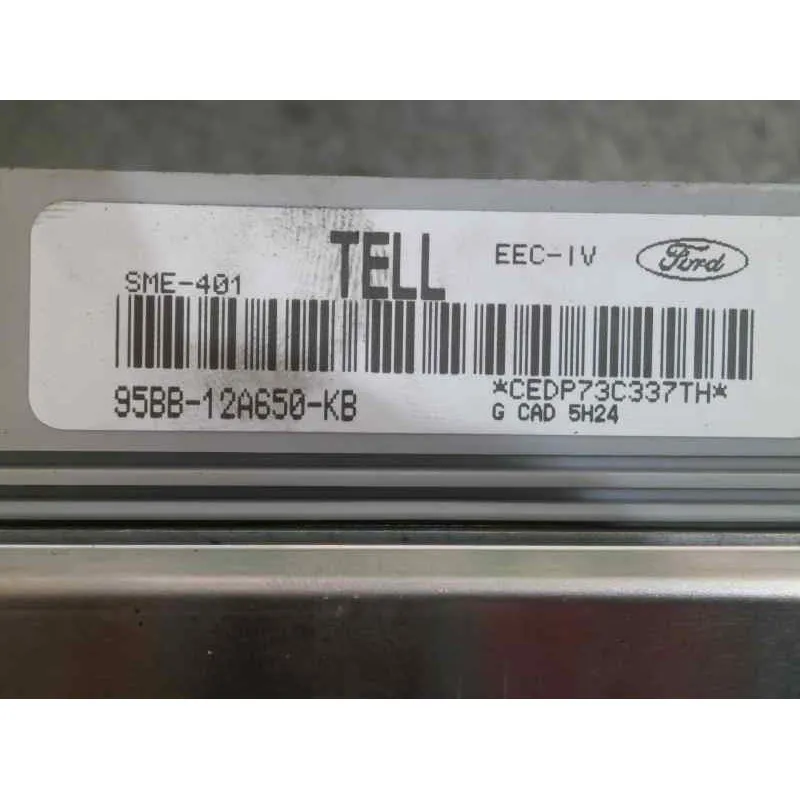 TELL
EEC-IV
Ford
SME-401
95BB-12A650-KB
*CEDP73C337TH*
G CAD 5H24